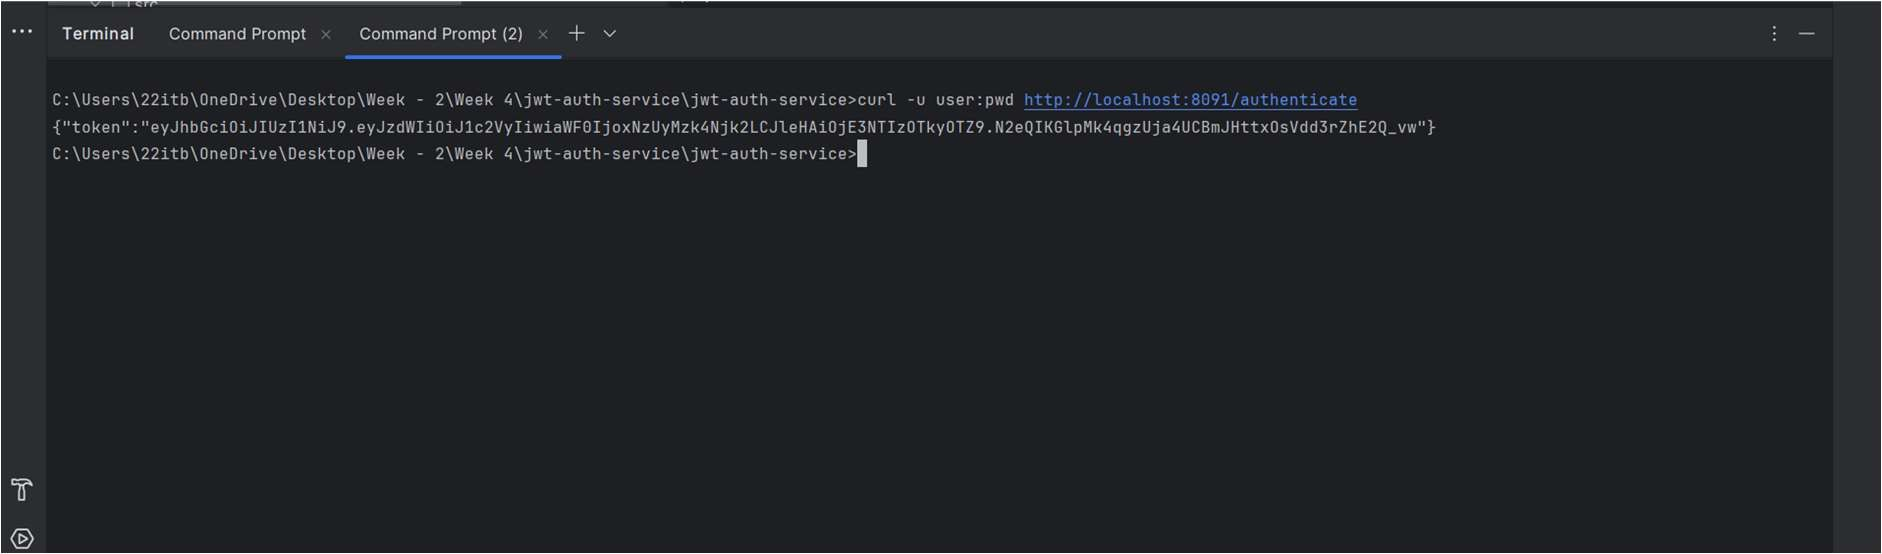 src
Terminal Command Prompt × Command Prompt (2) ×
C:\Users\22itb\OneDrive\Desktop\Week - 2\Week 4\jwt-auth-service\jwt-auth-service>curl -u user:pwd http://localhost:8091/authenticate
{"token":"eyJhbGciOiJIUzI1NiJ9.eyJzdWIiOiJ1c2VyIiwiaWF0IjoxNzUyMzk4Njk2LCJleHAiOjE3NTIzOTkyOTZ9.N2eQIKGlpMk4qgzUja4UCBmJHttxOsVdd3rZhE2Q_vw"}
C:\Users\22itb\OneDrive\Desktop\Week - 2\Week 4\jwt-auth-service\jwt-auth-service>